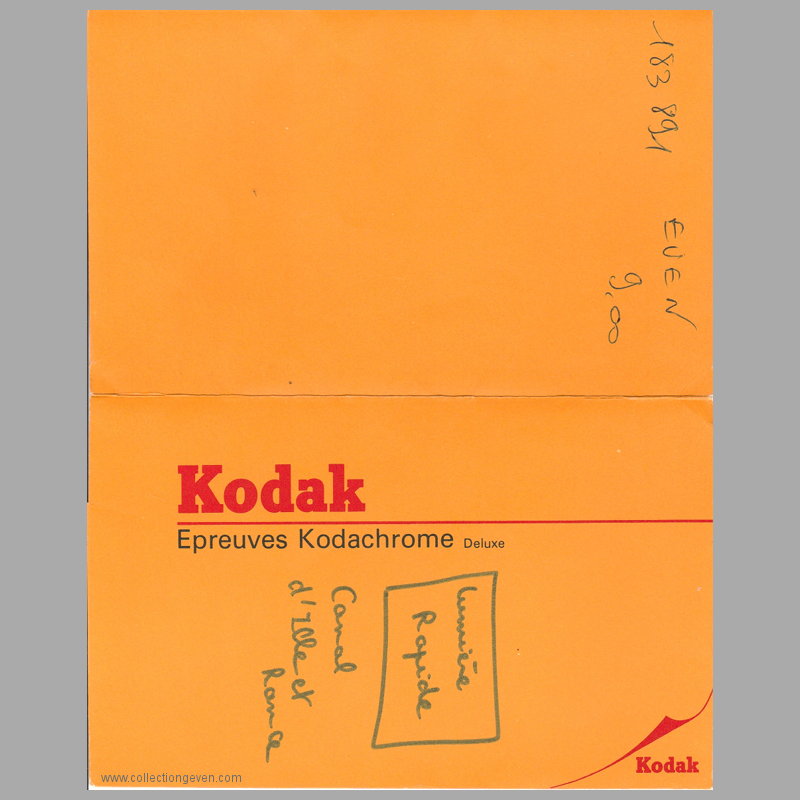 183 891
EVEN
9,00
Kodak
Epreuves Kodachrome Deluxe
Lumière
Rapide
Canal
d'Ille et
Rance
Kodak
www.collectiongeven.com